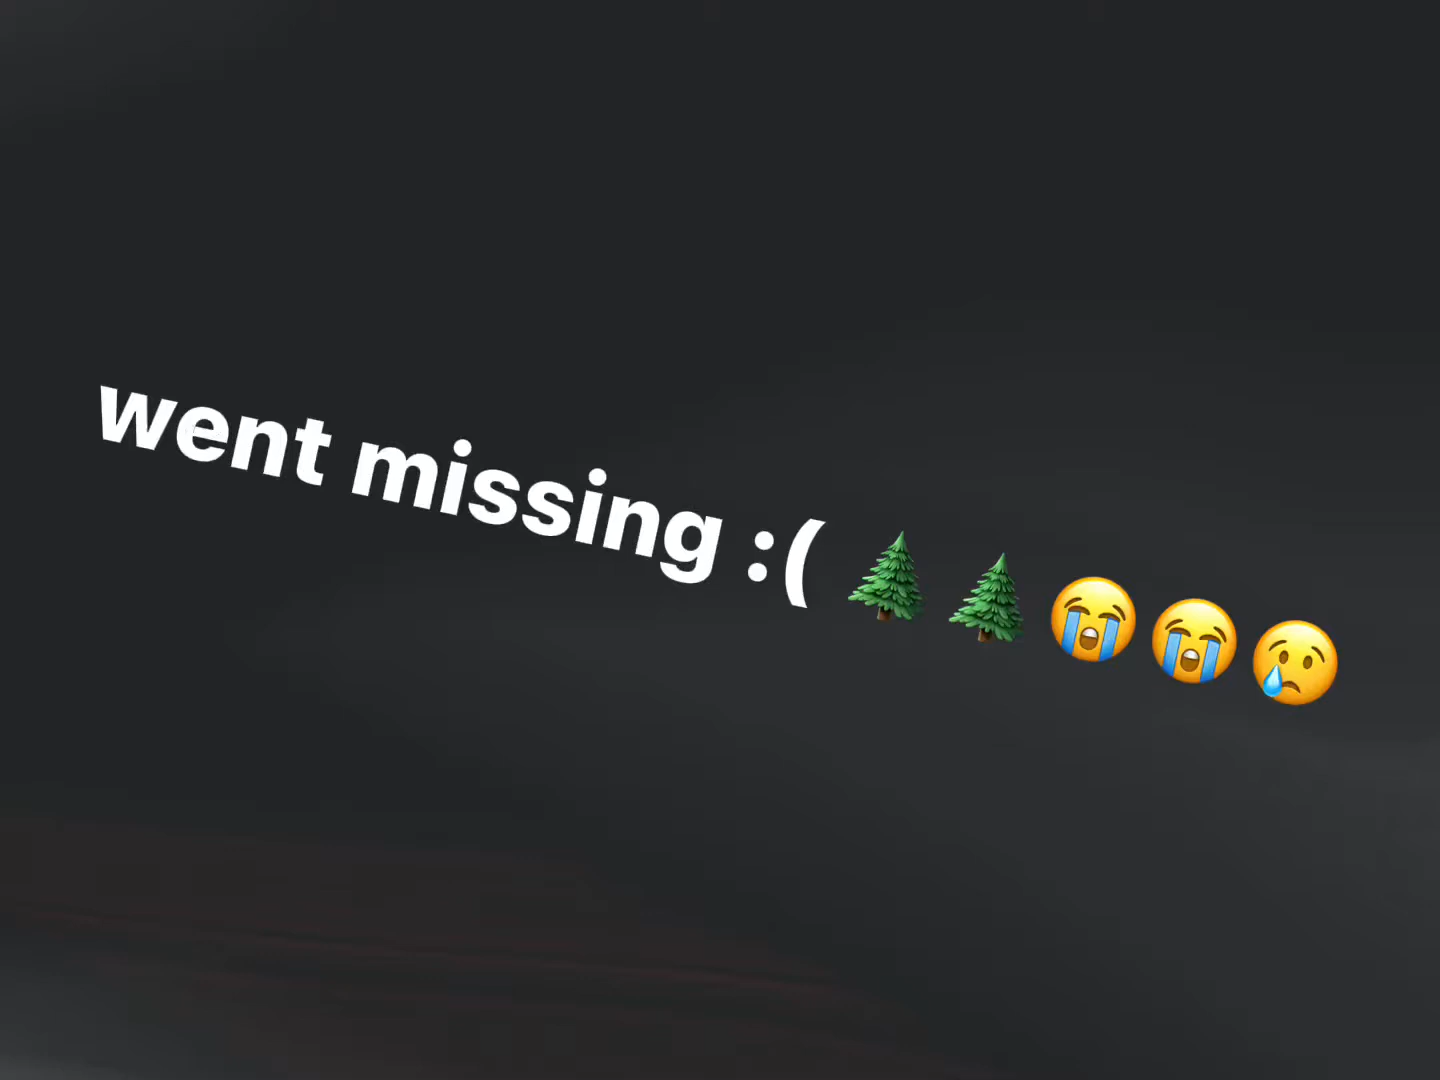 went missing :( 🌲 🌲 😭 😭 😢